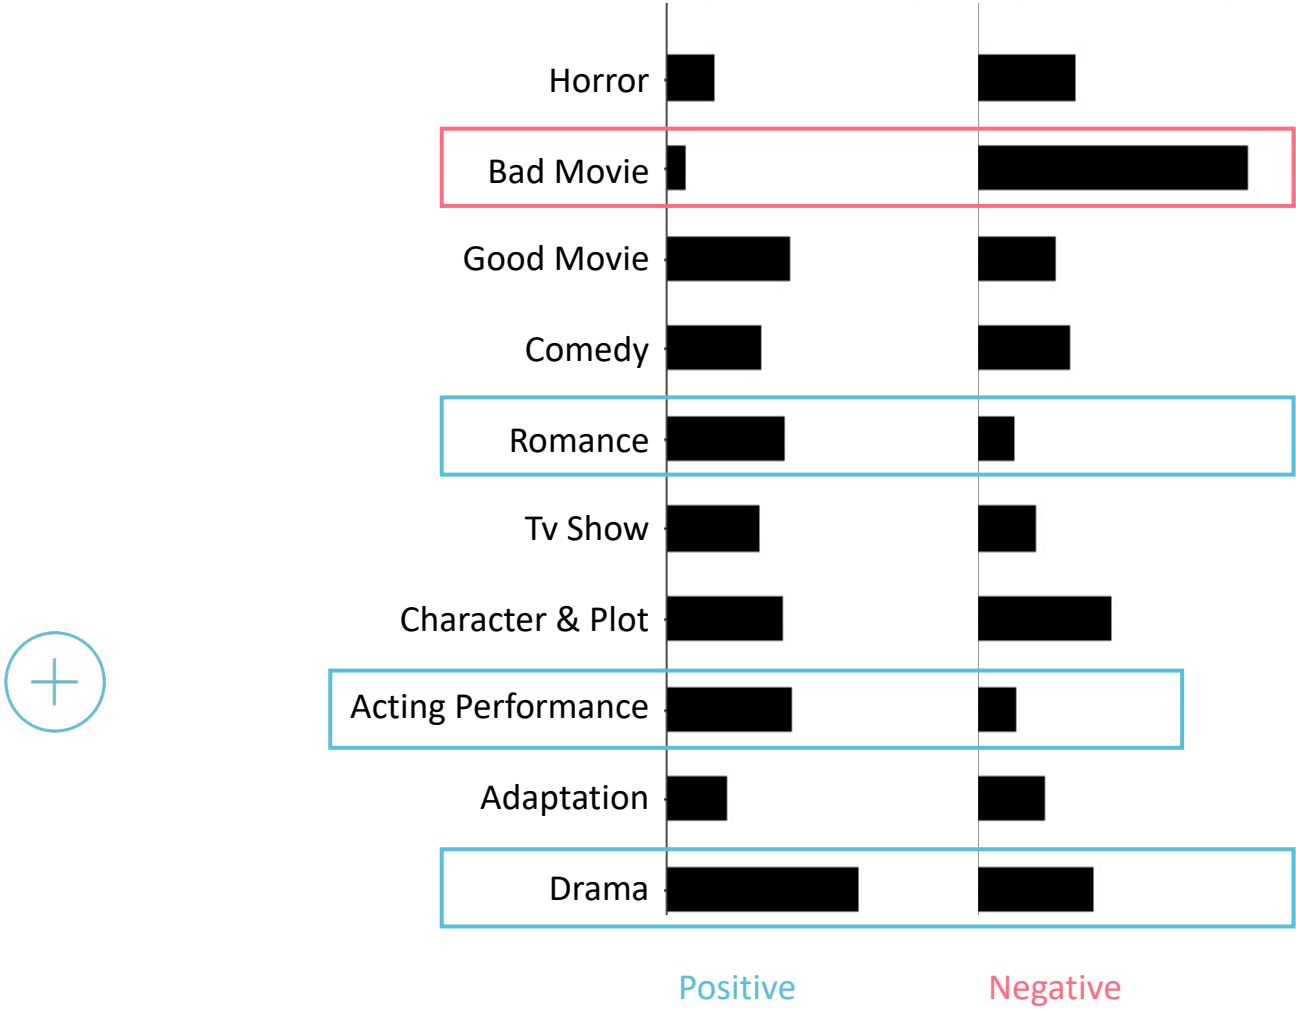 Horror
Bad Movie
Good Movie
Comedy
Romance
Tv Show
Character & Plot
Acting Performance
Adaptation
Drama
Positive Negative